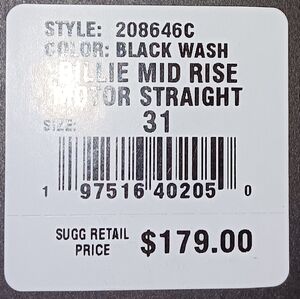 STYLE: 208646C
COLOR: BLACK WASH
BILLIE MID RISE
MOTOR STRAIGHT
SIZE: 31
1 97516 40205 0
SUGG RETAIL
PRICE $179.00